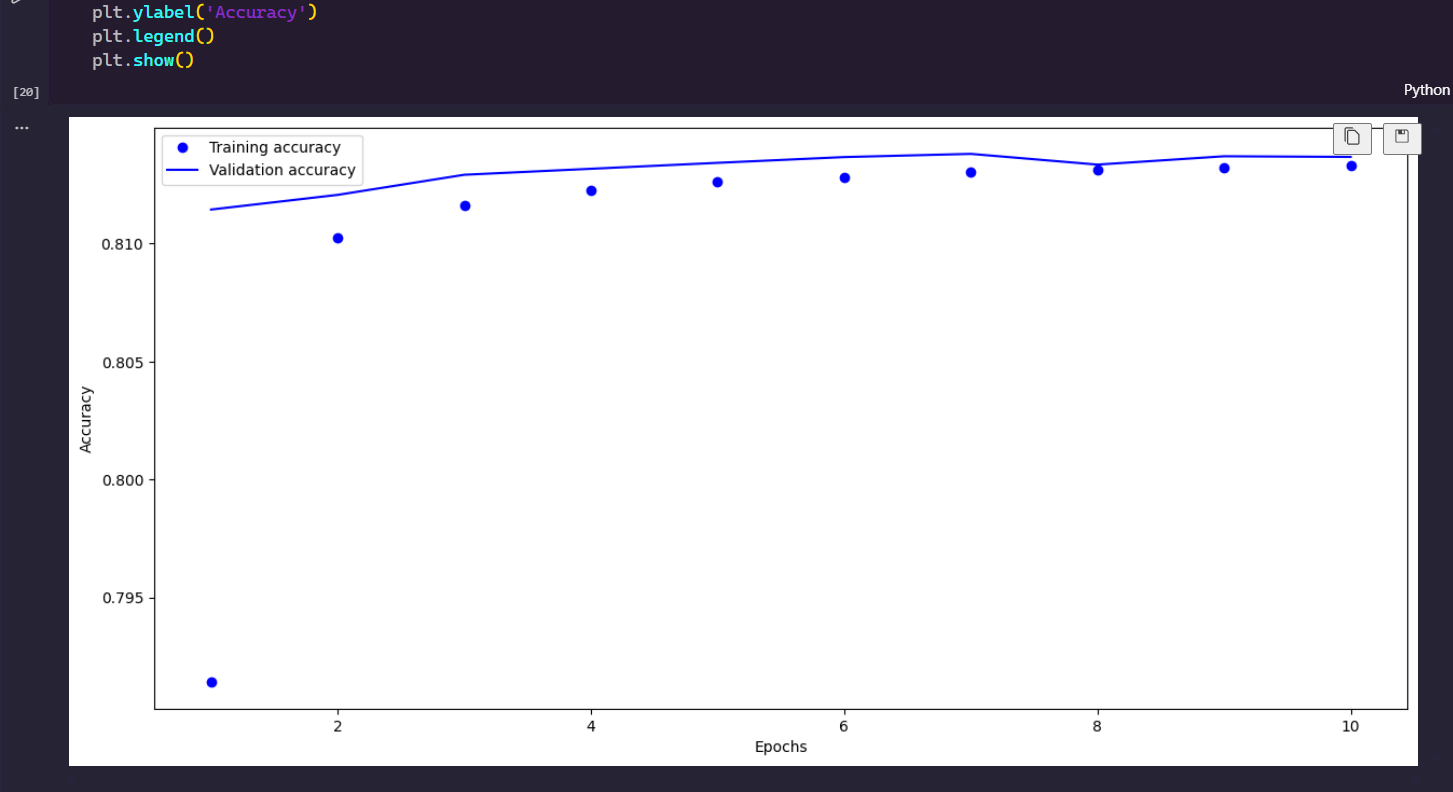 plt.ylabel('Accuracy')
plt.legend()
plt.show()
[20]
Python
...
Training accuracy
Validation accuracy
0.810
0.805
0.800
0.795
Accuracy
2 4 6 8 10
Epochs